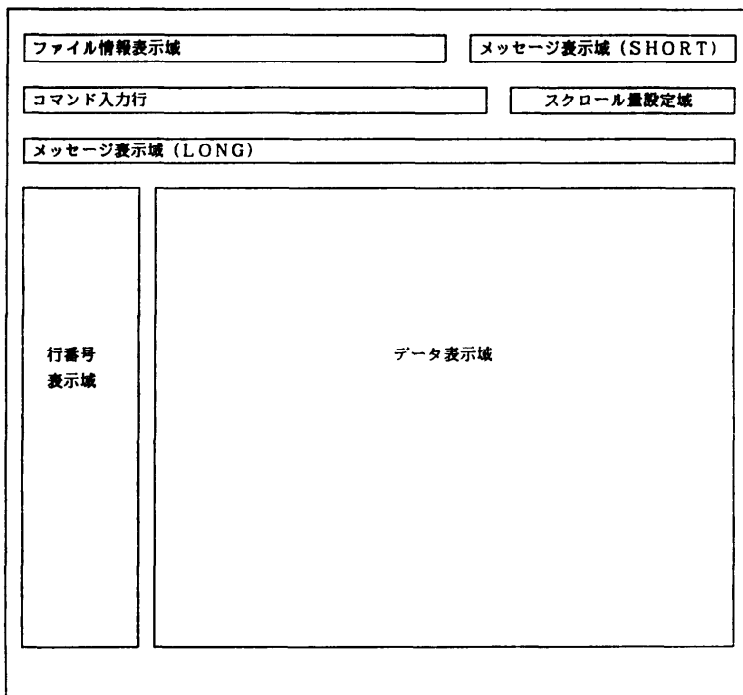 ファイル情報表示域
メッセージ表示域(SHORT)
コマンド入力行
スクロール量設定域
メッセージ表示域(LONG)
行番号
表示域
データ表示域